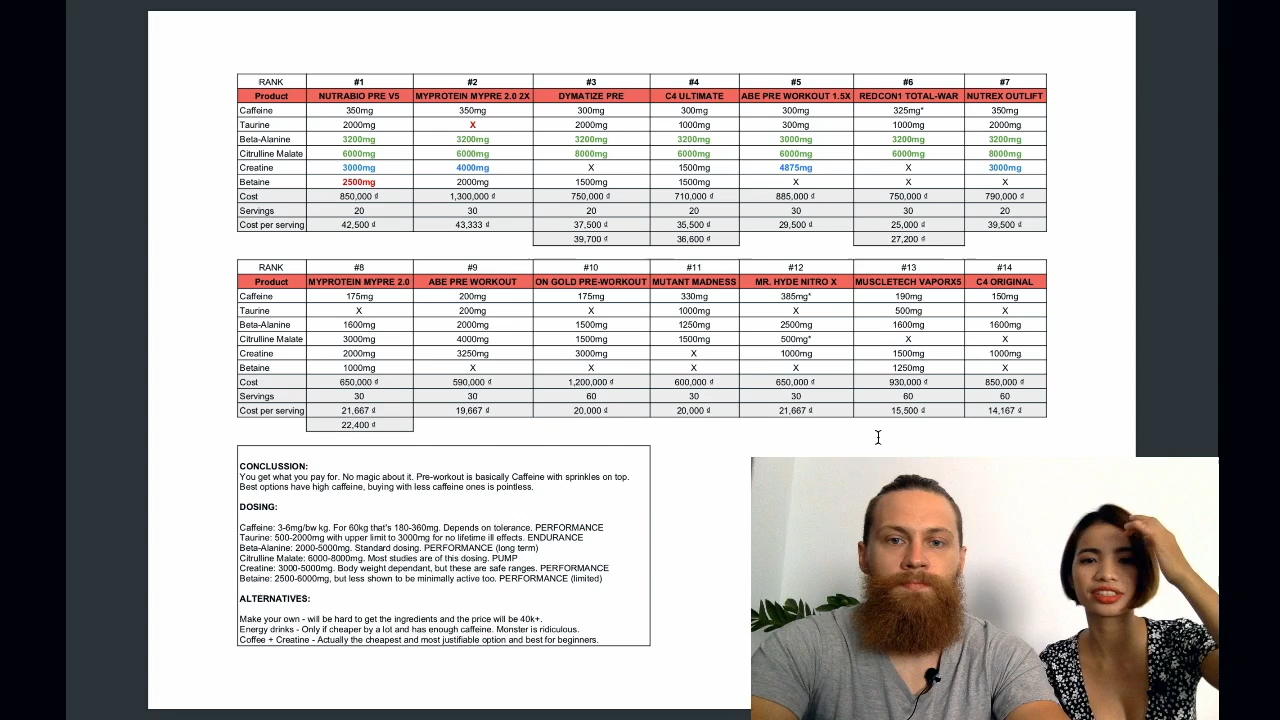 RANK #1 #2 #3 #4 #5 #6 #7
Product NUTRABIO PRE V5 MYPROTEIN MYPRE 2.0 2X DYMATIZE PRE C4 ULTIMATE ABE PRE WORKOUT 1.5X REDCON1 TOTAL-WAR NUTREX OUTLIFT
Caffeine 350mg 350mg 300mg 300mg 300mg 325mg* 350mg
Taurine 2000mg X 2000mg 1000mg 300mg 1000mg 2000mg
Beta-Alanine 3200mg 3200mg 3200mg 3200mg 3000mg 3200mg 3200mg
Citrulline Malate 6000mg 6000mg 8000mg 6000mg 6000mg 6000mg 8000mg
Creatine 3000mg 4000mg X 1500mg 4875mg X 3000mg
Betaine 2500mg 2000mg 1500mg 1500mg X X X
Cost 850,000 ₫ 1,300,000 ₫ 750,000 ₫ 710,000 ₫ 885,000 ₫ 750,000 ₫ 790,000 ₫
Servings 20 30 20 20 30 30 20
Cost per serving 42,500 ₫ 43,333 ₫ 37,500 ₫ 35,500 ₫ 29,500 ₫ 25,000 ₫ 39,500 ₫
39,700 ₫ 36,600 ₫ 27,200 ₫
RANK #8 #9 #10 #11 #12 #13 #14
Product MYPROTEIN MYPRE 2.0 ABE PRE WORKOUT ON GOLD PRE-WORKOUT MUTANT MADNESS MR. HYDE NITRO X MUSCLETECH VAPORX5 C4 ORIGINAL
Caffeine 175mg 200mg 175mg 330mg 385mg* 190mg 150mg
Taurine X 200mg X 1000mg X 500mg X
Beta-Alanine 1600mg 2000mg 1500mg 1250mg 2500mg 1600mg 1600mg
Citrulline Malate 3000mg 4000mg 1500mg 1500mg 500mg* X X
Creatine 2000mg 3250mg 3000mg X 1000mg 1500mg 1000mg
Betaine 1000mg X X X X 1250mg X
Cost 650,000 ₫ 590,000 ₫ 1,200,000 ₫ 600,000 ₫ 650,000 ₫ 930,000 ₫ 850,000 ₫
Servings 30 30 60 30 30 60 60
Cost per serving 21,667 ₫ 19,667 ₫ 20,000 ₫ 20,000 ₫ 21,667 ₫ 15,500 ₫ 14,167 ₫
22,400 ₫
CONCLUSSION:
You get what you pay for. No magic about it. Pre-workout is basically Caffeine with sprinkles on top.
Best options have high caffeine, buying with less caffeine ones is pointless.
DOSING:
Caffeine: 3-6mg/bw kg. For 60kg that's 180-360mg. Depends on tolerance. PERFORMANCE
Taurine: 500-2000mg with upper limit to 3000mg for no lifetime ill effects. ENDURANCE
Beta-Alanine: 2000-5000mg. Standard dosing. PERFORMANCE (long term)
Citrulline Malate: 6000-8000mg. Most studies are of this dosing. PUMP
Creatine: 3000-5000mg. Body weight dependant, but these are safe ranges. PERFORMANCE
Betaine: 2500-6000mg, but less shown to be minimally active too. PERFORMANCE (limited)
ALTERNATIVES:
Make your own - will be hard to get the ingredients and the price will be 40k+.
Energy drinks - Only if cheaper by a lot and has enough caffeine. Monster is ridiculous.
Coffee + Creatine - Actually the cheapest and most justifiable option and best for beginners.